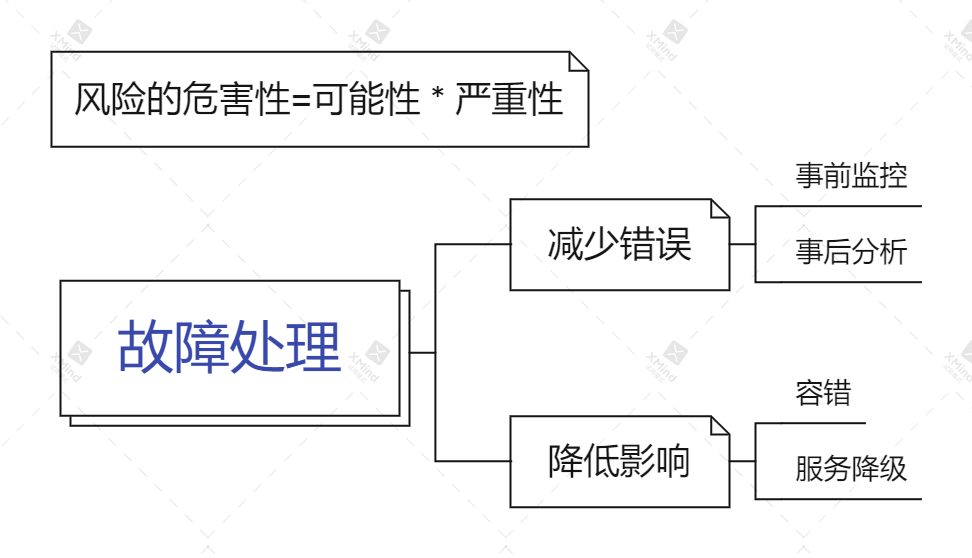 风险的危害性=可能性 * 严重性
事前监控
减少错误
事后分析
故障处理
容错
降低影响
服务降级
XMind
XMind
XMind
XMind
XMind
XMind
XMind
XMind